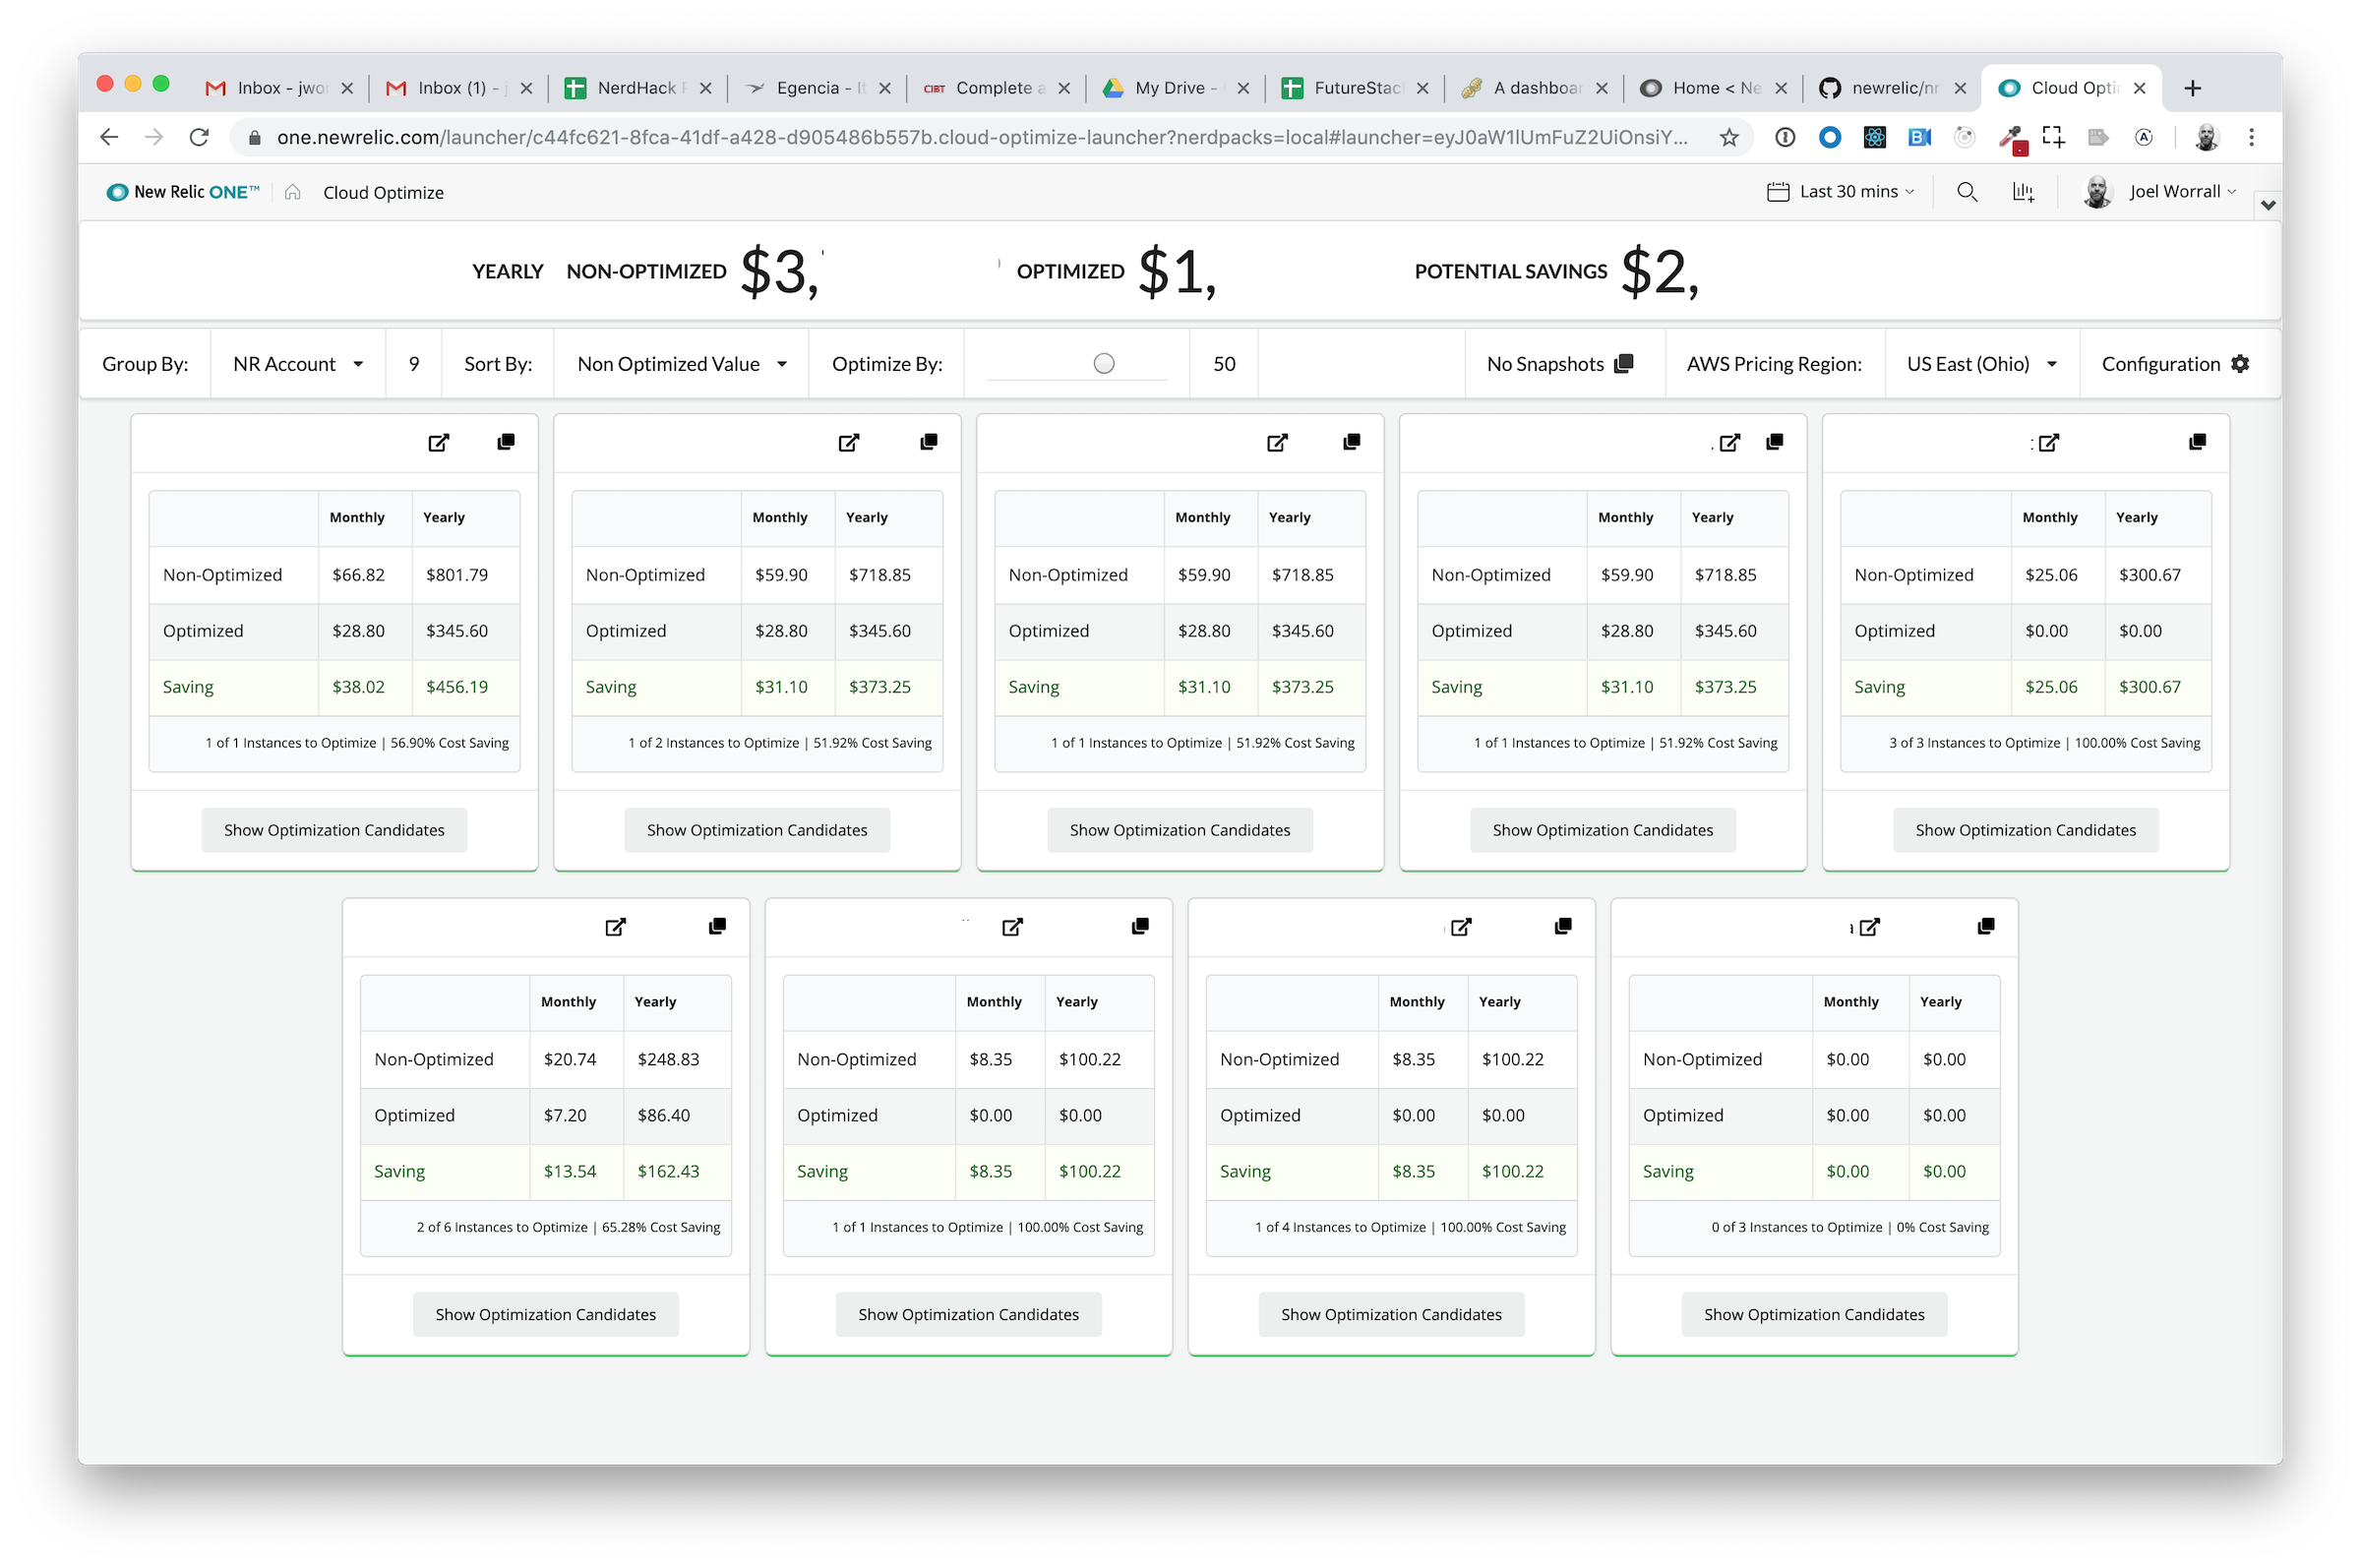 Inbox - jwo
Inbox (1) -
NerdHack
Egencia - It
CIBT Complete a
My Drive -
FutureStac
A dashboar
Home < Ne
newrelic/nr
Cloud Opti
one.newrelic.com/launcher/c44fc621-8fca-41df-a428-d905486b557b.cloud-optimize-launcher?nerdpacks=local#launcher=eyJ0aW1lUmFuZ2UiOnsiY...
New Relic ONE™ Cloud Optimize Last 30 mins Joel Worrall
YEARLY NON-OPTIMIZED $3, OPTIMIZED $1, POTENTIAL SAVINGS $2,
Group By: NR Account 9 Sort By: Non Optimized Value Optimize By: 50 No Snapshots AWS Pricing Region: US East (Ohio) Configuration
Monthly Yearly
Non-Optimized $66.82 $801.79
Optimized $28.80 $345.60
Saving $38.02 $456.19
1 of 1 Instances to Optimize | 56.90% Cost Saving
Show Optimization Candidates
Monthly Yearly
Non-Optimized $59.90 $718.85
Optimized $28.80 $345.60
Saving $31.10 $373.25
1 of 2 Instances to Optimize | 51.92% Cost Saving
Show Optimization Candidates
Monthly Yearly
Non-Optimized $59.90 $718.85
Optimized $28.80 $345.60
Saving $31.10 $373.25
1 of 1 Instances to Optimize | 51.92% Cost Saving
Show Optimization Candidates
Monthly Yearly
Non-Optimized $59.90 $718.85
Optimized $28.80 $345.60
Saving $31.10 $373.25
1 of 1 Instances to Optimize | 51.92% Cost Saving
Show Optimization Candidates
Monthly Yearly
Non-Optimized $25.06 $300.67
Optimized $0.00 $0.00
Saving $25.06 $300.67
3 of 3 Instances to Optimize | 100.00% Cost Saving
Show Optimization Candidates
Monthly Yearly
Non-Optimized $20.74 $248.83
Optimized $7.20 $86.40
Saving $13.54 $162.43
2 of 6 Instances to Optimize | 65.28% Cost Saving
Show Optimization Candidates
Monthly Yearly
Non-Optimized $8.35 $100.22
Optimized $0.00 $0.00
Saving $8.35 $100.22
1 of 1 Instances to Optimize | 100.00% Cost Saving
Show Optimization Candidates
Monthly Yearly
Non-Optimized $8.35 $100.22
Optimized $0.00 $0.00
Saving $8.35 $100.22
1 of 4 Instances to Optimize | 100.00% Cost Saving
Show Optimization Candidates
Monthly Yearly
Non-Optimized $0.00 $0.00
Optimized $0.00 $0.00
Saving $0.00 $0.00
0 of 3 Instances to Optimize | 0% Cost Saving
Show Optimization Candidates